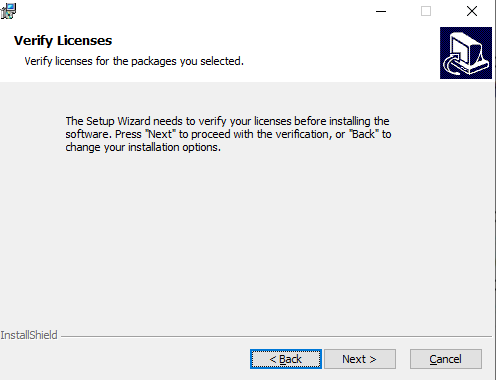 Verify Licenses
Verify licenses for the packages you selected.
The Setup Wizard needs to verify your licenses before installing the
software. Press "Next" to proceed with the verification, or "Back" to
change your installation options.
InstallShield
< Back
Next >
Cancel